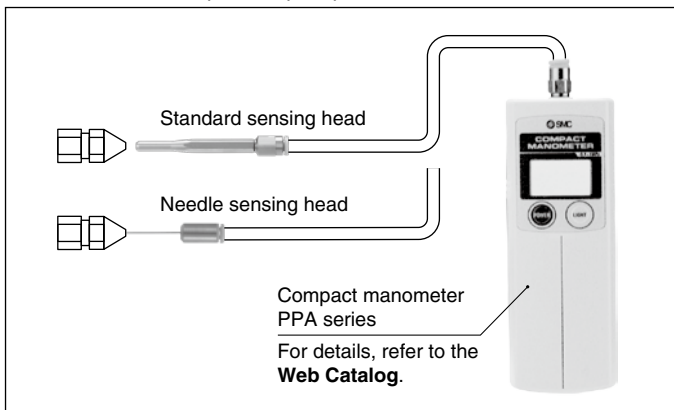 Standard sensing head
Needle sensing head
SMC
COMPACT
MANOMETER
POWER
LIGHT
Compact manometer
PPA series
For details, refer to the
Web Catalog.